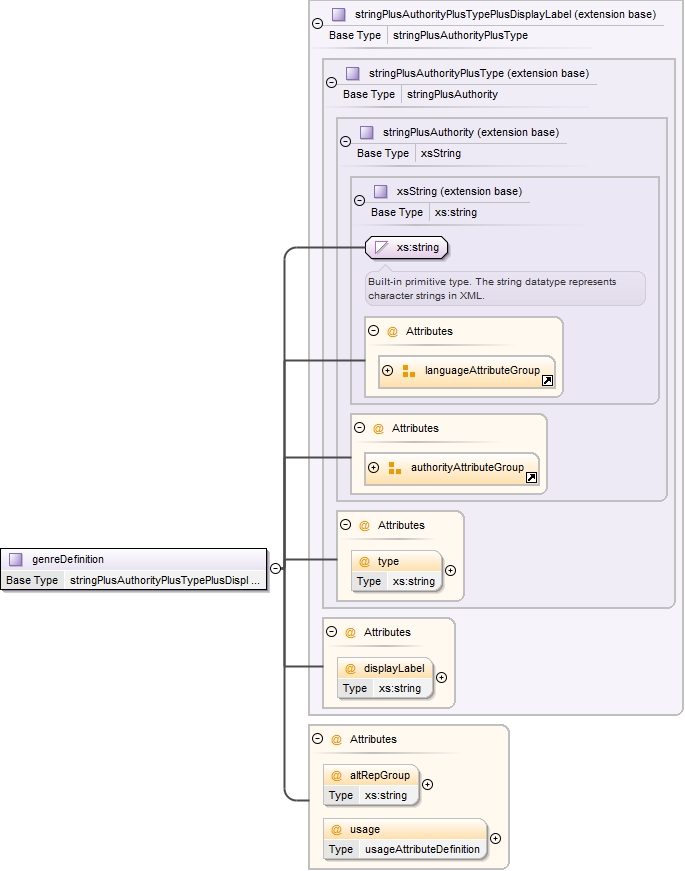 stringPlusAuthorityPlusTypePlusDisplayLabel (extension base)
Base Type stringPlusAuthorityPlusType
stringPlusAuthorityPlusType (extension base)
Base Type stringPlusAuthority
stringPlusAuthority (extension base)
Base Type xsString
xsString (extension base)
Base Type xs:string
xs:string
Built-in primitive type. The string datatype represents
character strings in XML.
@ Attributes
languageAttributeGroup
@ Attributes
authorityAttributeGroup
@ Attributes
@ type
Type xs:string
genreDefinition
Base Type stringPlusAuthorityPlusTypePlusDispl ...
@ Attributes
@ displayLabel
Type xs:string
@ Attributes
@ altRepGroup
Type xs:string
@ usage
Type usageAttributeDefinition